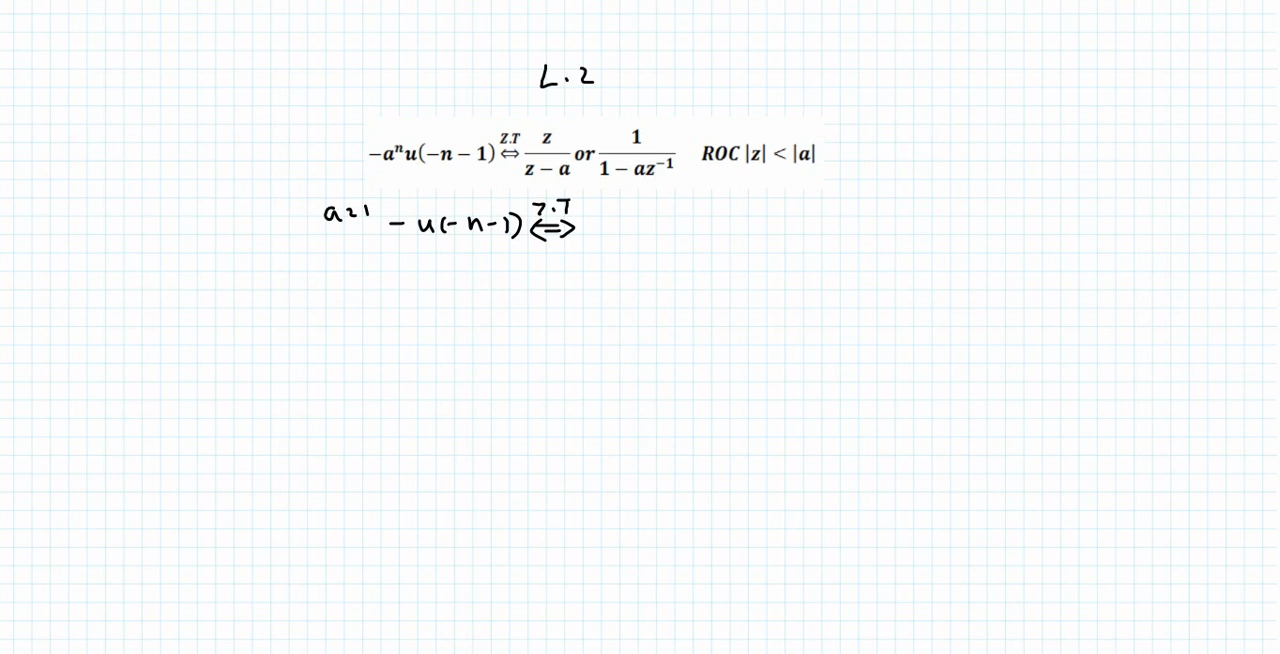 L.2
−aⁿu(−n − 1) Z.T ⇔ z/(z − a) or 1/(1 − az⁻¹) ROC |z| < |a|
a=1 − u(−n−1) Z.T ⇔